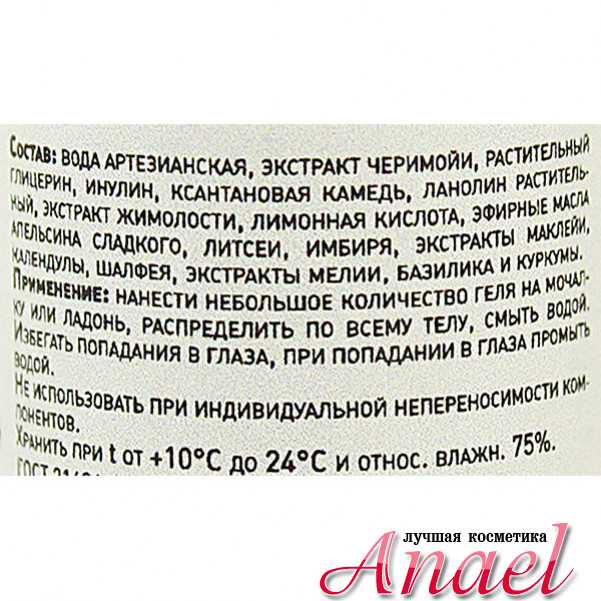 Состав: вода артезианская, экстракт черимойи, растительный
глицерин, инулин, ксантановая камедь, ланолин раститель-
ный, экстракт жимолости, лимонная кислота, эфирные масла
апельсина сладкого, литсеи, имбиря, экстракты маклейи,
календулы, шалфея, экстракты мелии, базилика и куркумы.
Применение: нанести небольшое количество геля на мочал-
ку или ладонь, распределить по всему телу, смыть водой.
Избегать попадания в глаза, при попадании в глаза промыть
водой.
Не использовать при индивидуальной непереносимости ком-
понентов.
Хранить при t от +10°C до 24°C и относ. влажн. 75%.
ГОСТ
лучшая косметика
Anael